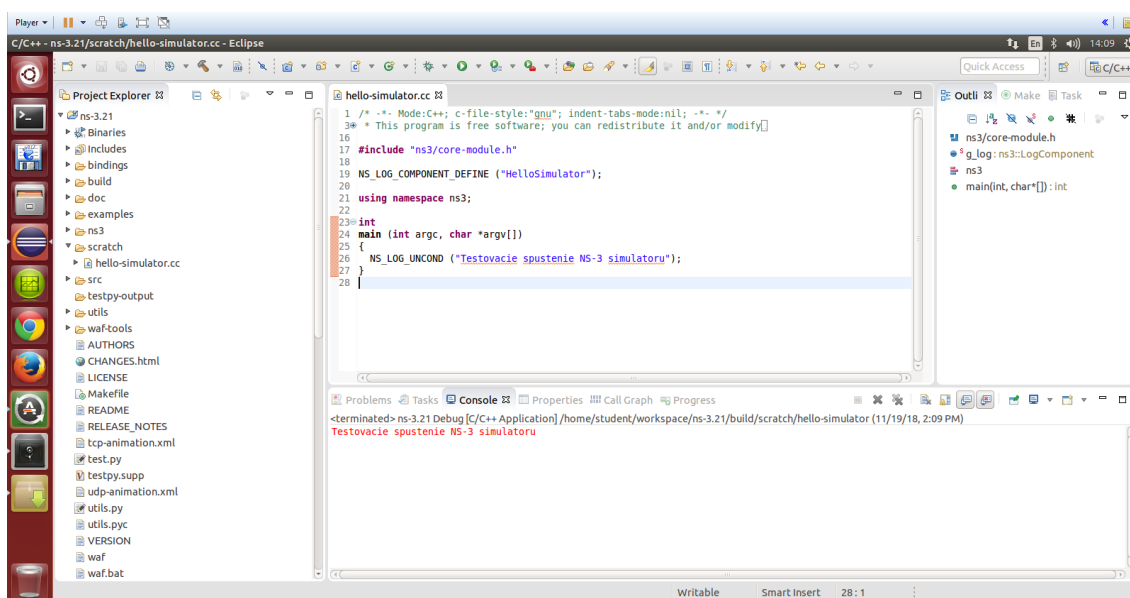 Player
C/C++ - ns-3.21/scratch/hello-simulator.cc - Eclipse
En 14:09
Quick Access C/C++
Project Explorer
ns-3.21
Binaries
Includes
bindings
build
doc
examples
ns3
scratch
hello-simulator.cc
src
testpy-output
utils
waf-tools
AUTHORS
CHANGES.html
LICENSE
Makefile
README
RELEASE_NOTES
tcp-animation.xml
test.py
testpy.supp
udp-animation.xml
utils.py
utils.pyc
VERSION
waf
waf.bat
hello-simulator.cc
1 /* -*- Mode:C++; c-file-style:"gnu"; indent-tabs-mode:nil; -*- */
3 * This program is free software; you can redistribute it and/or modify
16
17 #include "ns3/core-module.h"
18
19 NS_LOG_COMPONENT_DEFINE ("HelloSimulator");
20
21 using namespace ns3;
22
23 int
24 main (int argc, char *argv[])
25 {
26 NS_LOG_UNCOND ("Testovacie spustenie NS-3 simulatoru");
27 }
28
Outli Make Task
ns3/core-module.h
S g_log : ns3::LogComponent
ns3
main(int, char*[]) : int
Problems Tasks Console Properties Call Graph Progress
<terminated> ns-3.21 Debug [C/C++ Application] /home/student/workspace/ns-3.21/build/scratch/hello-simulator (11/19/18, 2:09 PM)
Testovacie spustenie NS-3 simulatoru
Writable Smart Insert 28 : 1